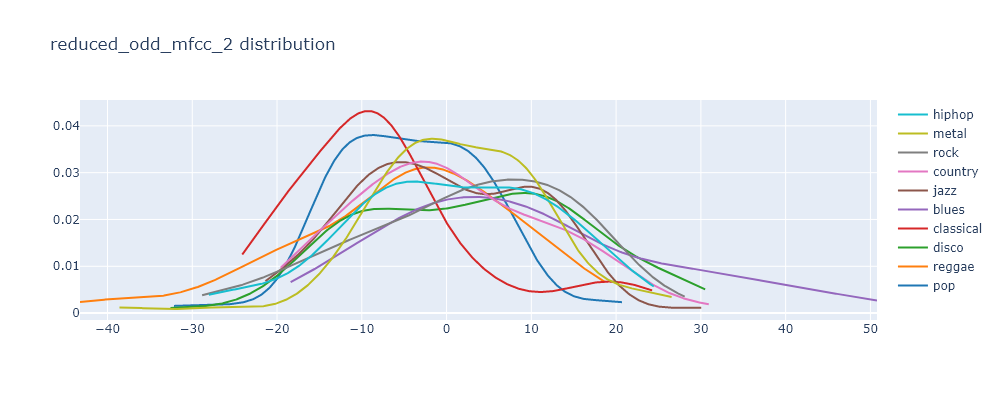 reduced_odd_mfcc_2 distribution
0.04
0.03
0.02
0.01
0
−40
−30
−20
−10
0
10
20
30
40
50
hiphop
metal
rock
country
jazz
blues
classical
disco
reggae
pop